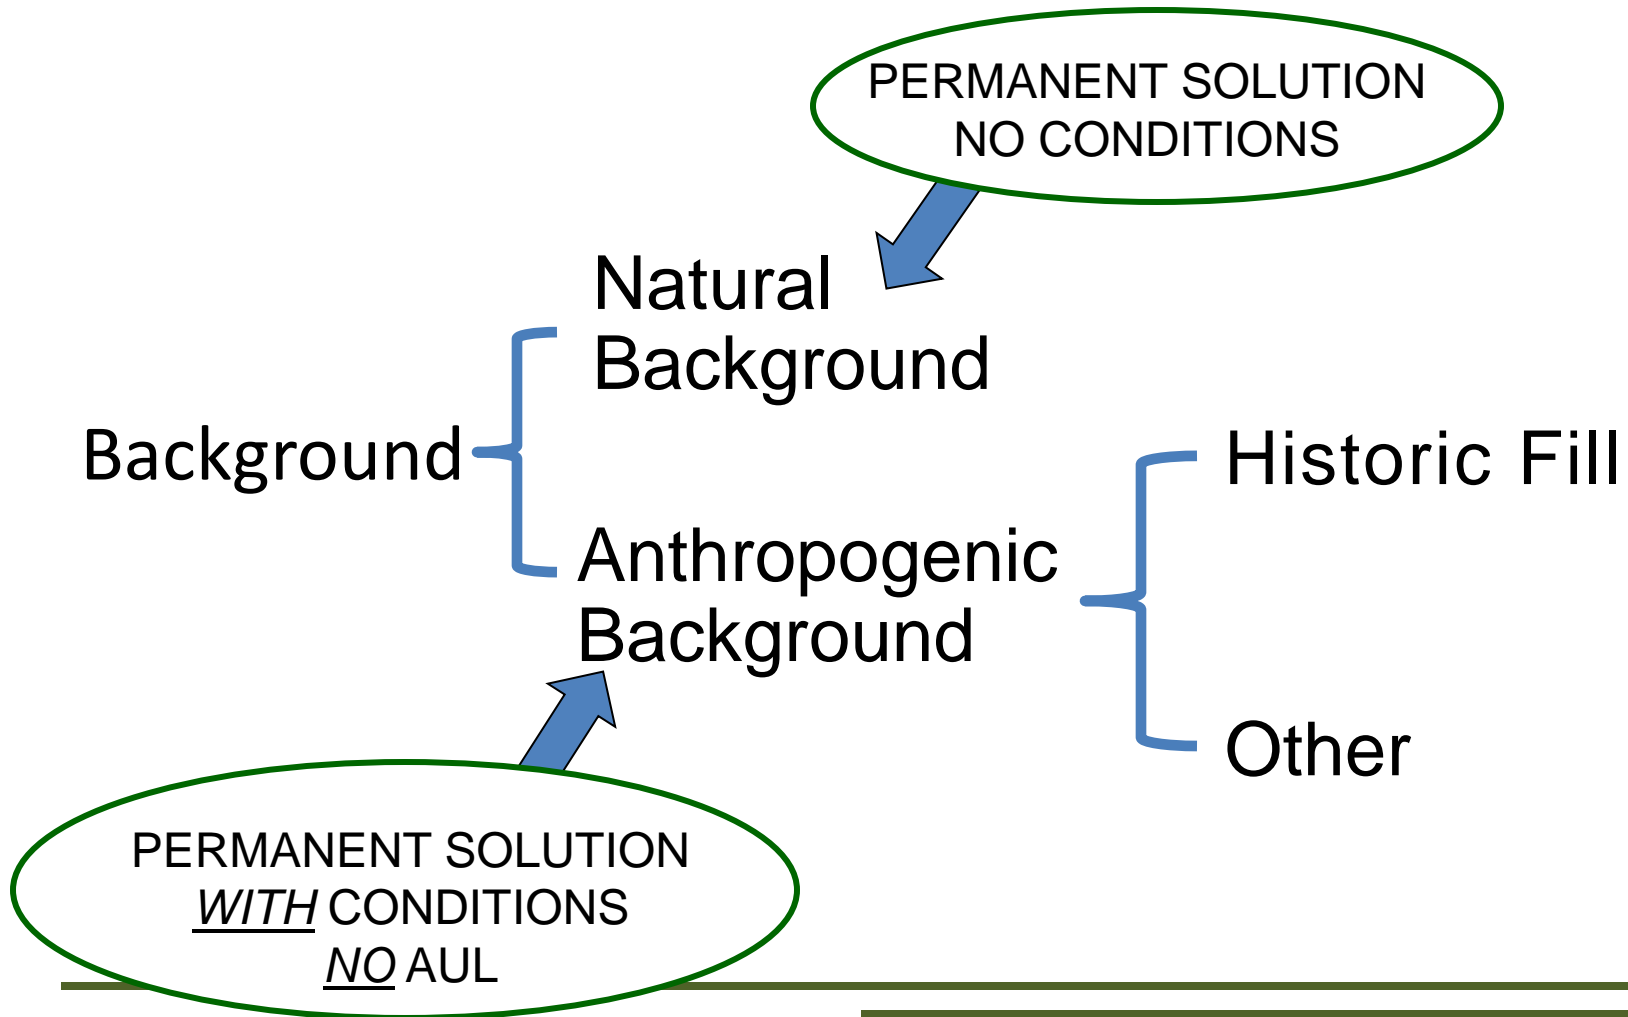 PERMANENT SOLUTION
NO CONDITIONS
Natural
Background
Background
Historic Fill
Anthropogenic
Background
Other
PERMANENT SOLUTION
WITH CONDITIONS
NO AUL